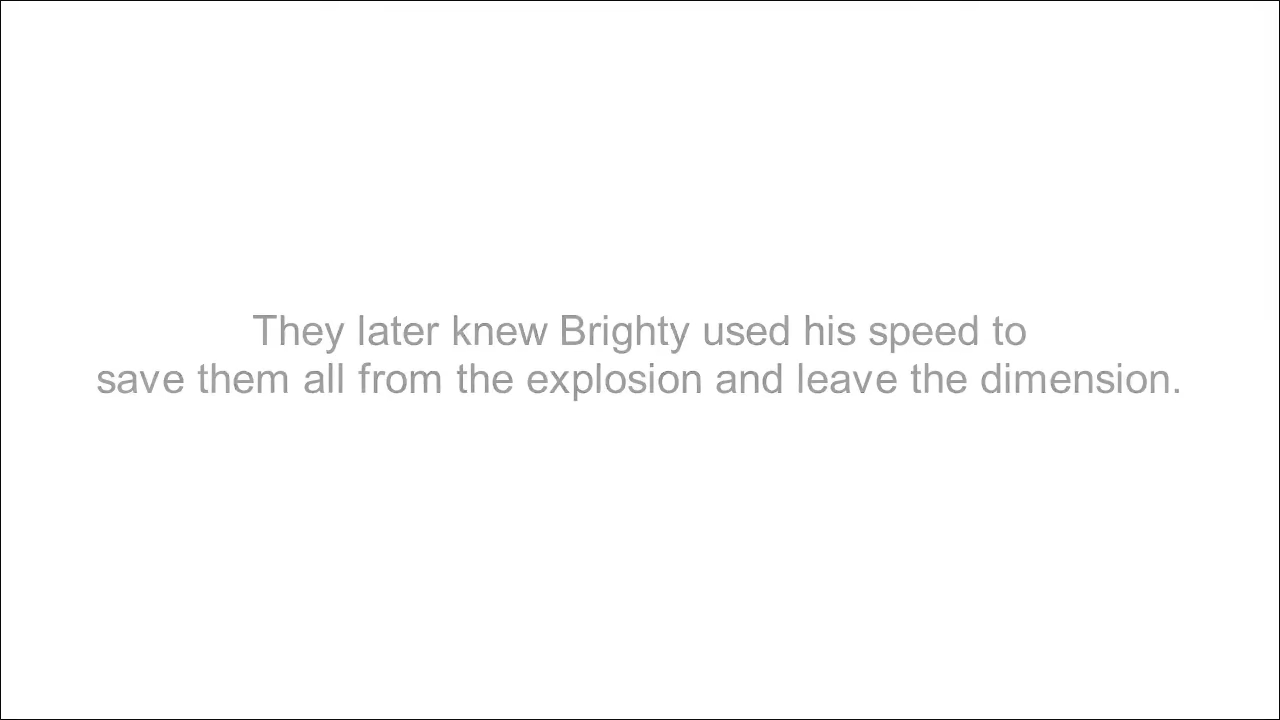 They later knew Brighty used his speed to
save them all from the explosion and leave the dimension.